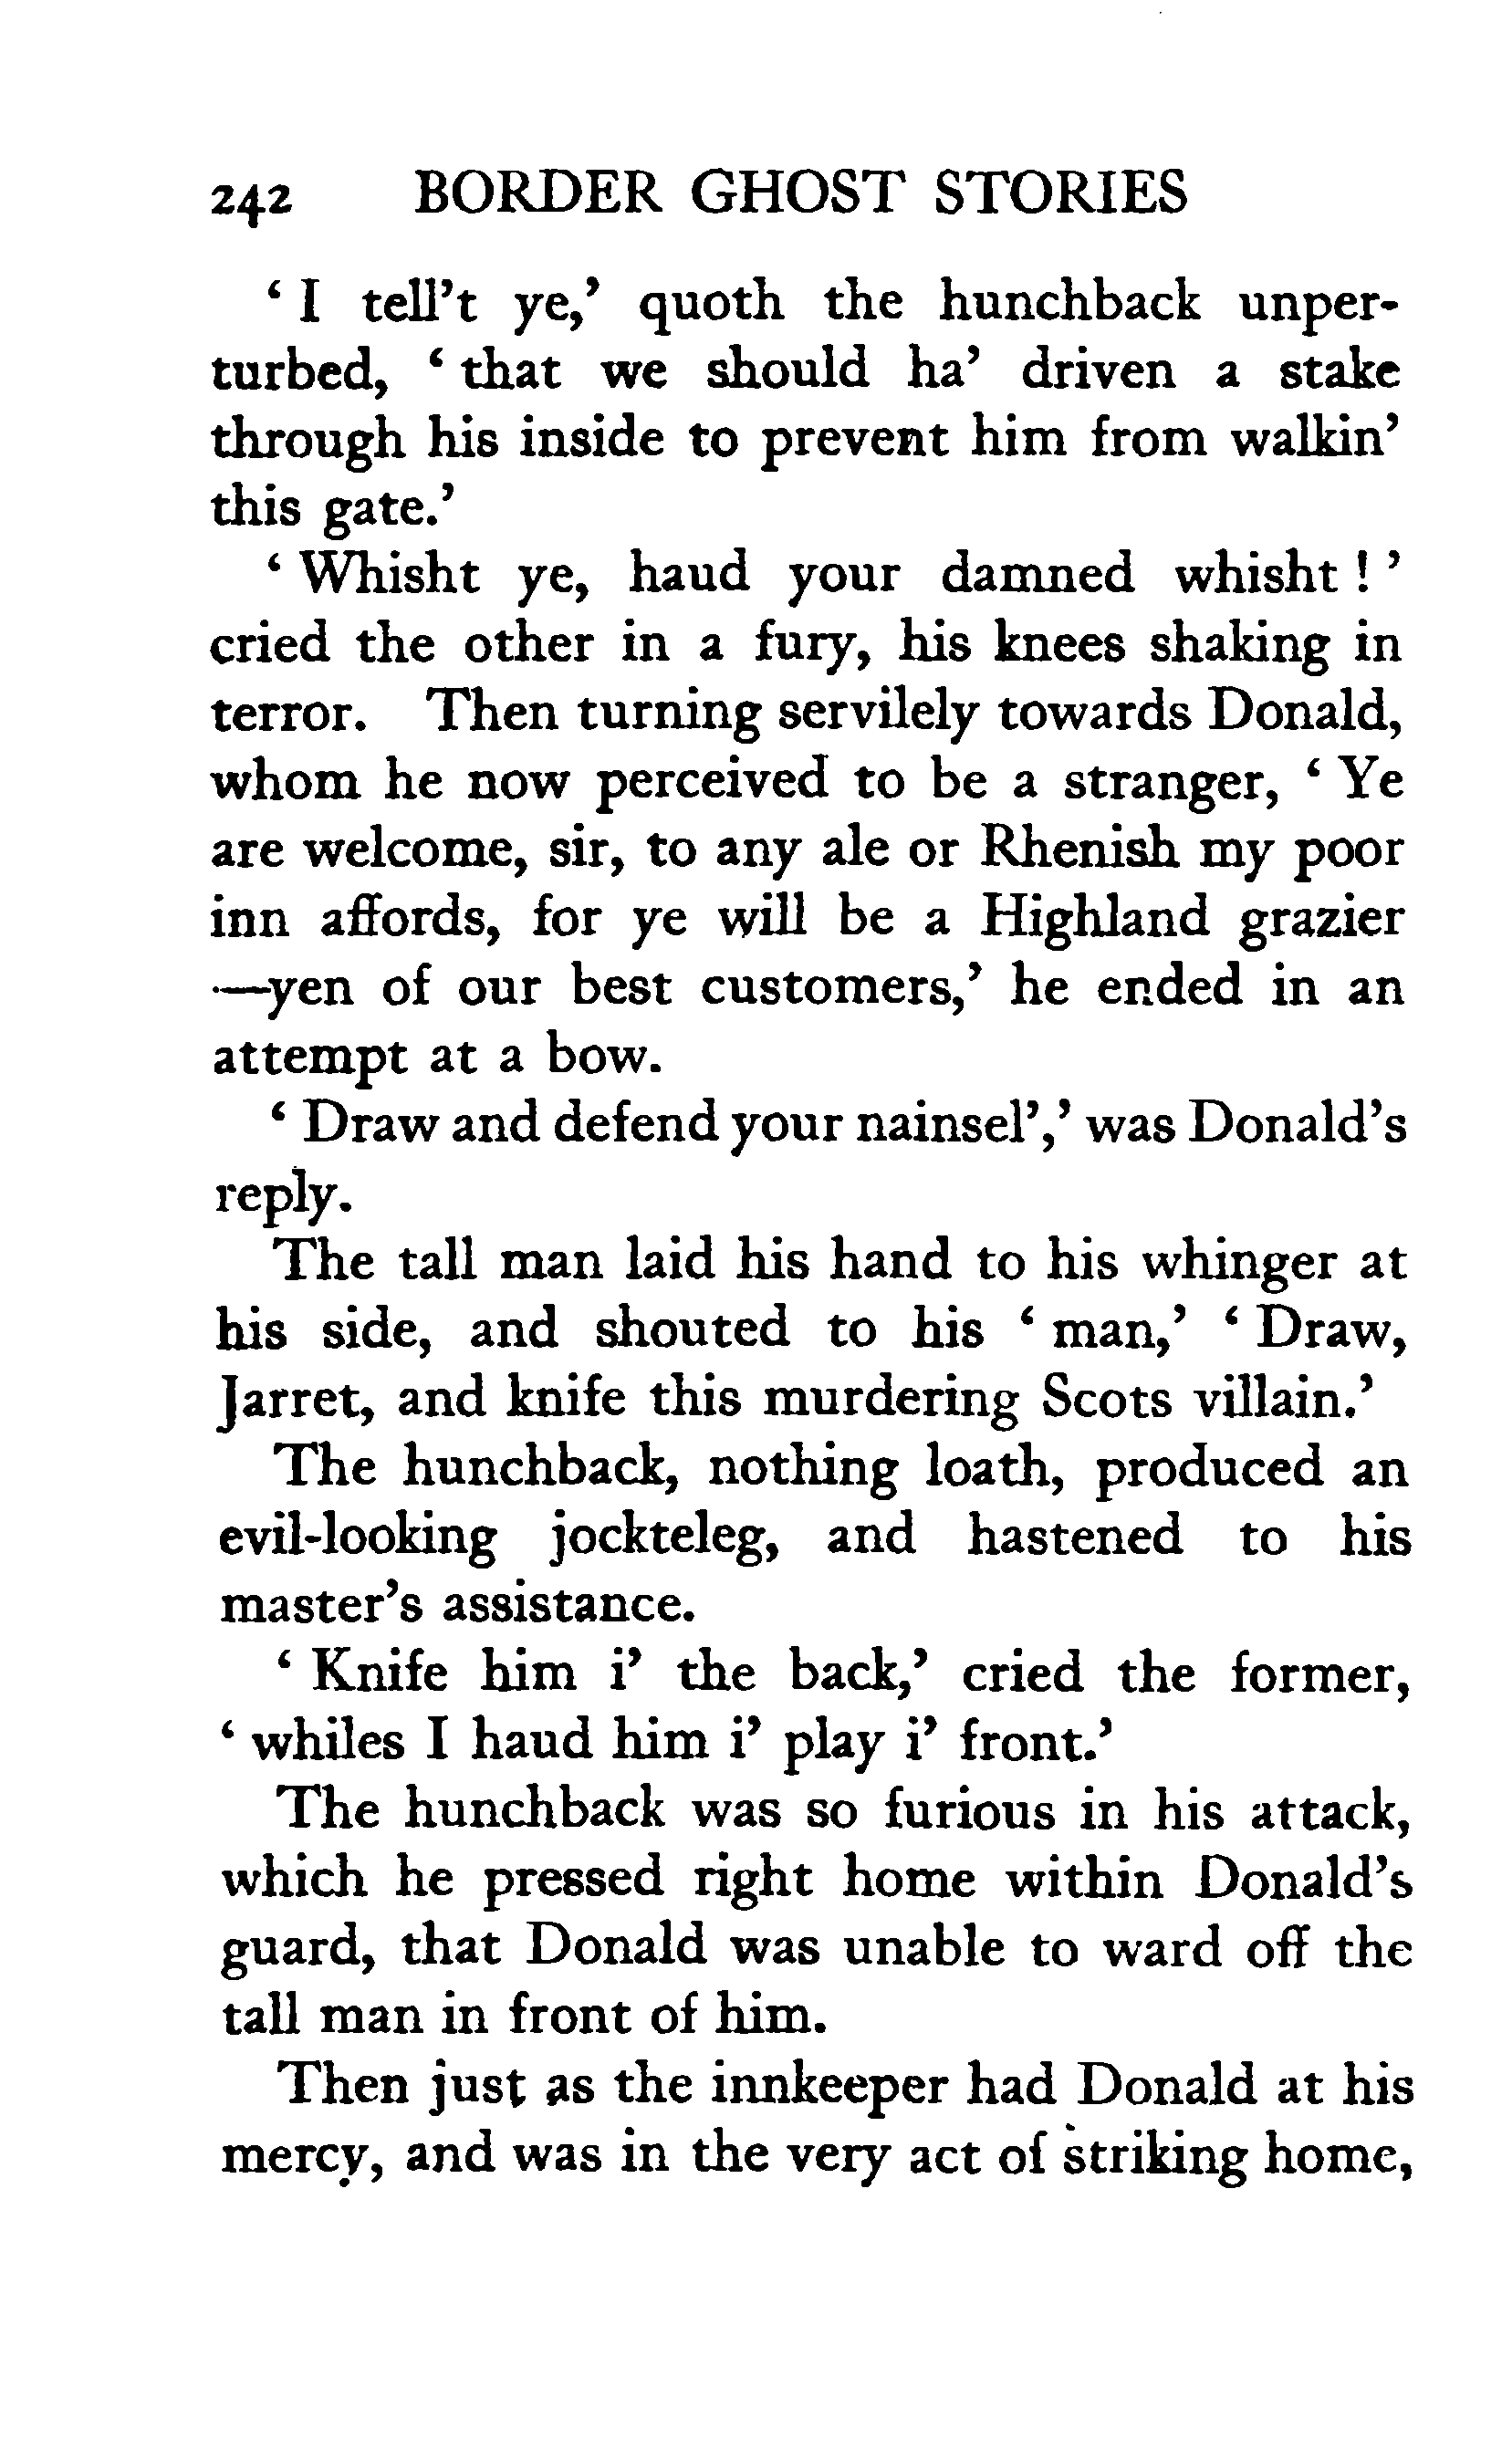 242 BORDER GHOST STORIES
‘ I tell’t ye,’ quoth the hunchback unper-
turbed, ‘ that we should ha’ driven a stake
through his inside to prevent him from walkin’
this gate.’
‘ Whisht ye, haud your damned whisht ! ’
cried the other in a fury, his knees shaking in
terror. Then turning servilely towards Donald,
whom he now perceived to be a stranger, ‘ Ye
are welcome, sir, to any ale or Rhenish my poor
inn affords, for ye will be a Highland grazier
—yen of our best customers,’ he ended in an
attempt at a bow.
‘ Draw and defend your nainsel’,’ was Donald’s
reply.
The tall man laid his hand to his whinger at
his side, and shouted to his ‘ man,’ ‘ Draw,
Jarret, and knife this murdering Scots villain.’
The hunchback, nothing loath, produced an
evil-looking jockteleg, and hastened to his
master’s assistance.
‘ Knife him i’ the back,’ cried the former,
‘ whiles I haud him i’ play i’ front.’
The hunchback was so furious in his attack,
which he pressed right home within Donald’s
guard, that Donald was unable to ward off the
tall man in front of him.
Then just as the innkeeper had Donald at his
mercy, and was in the very act of striking home,